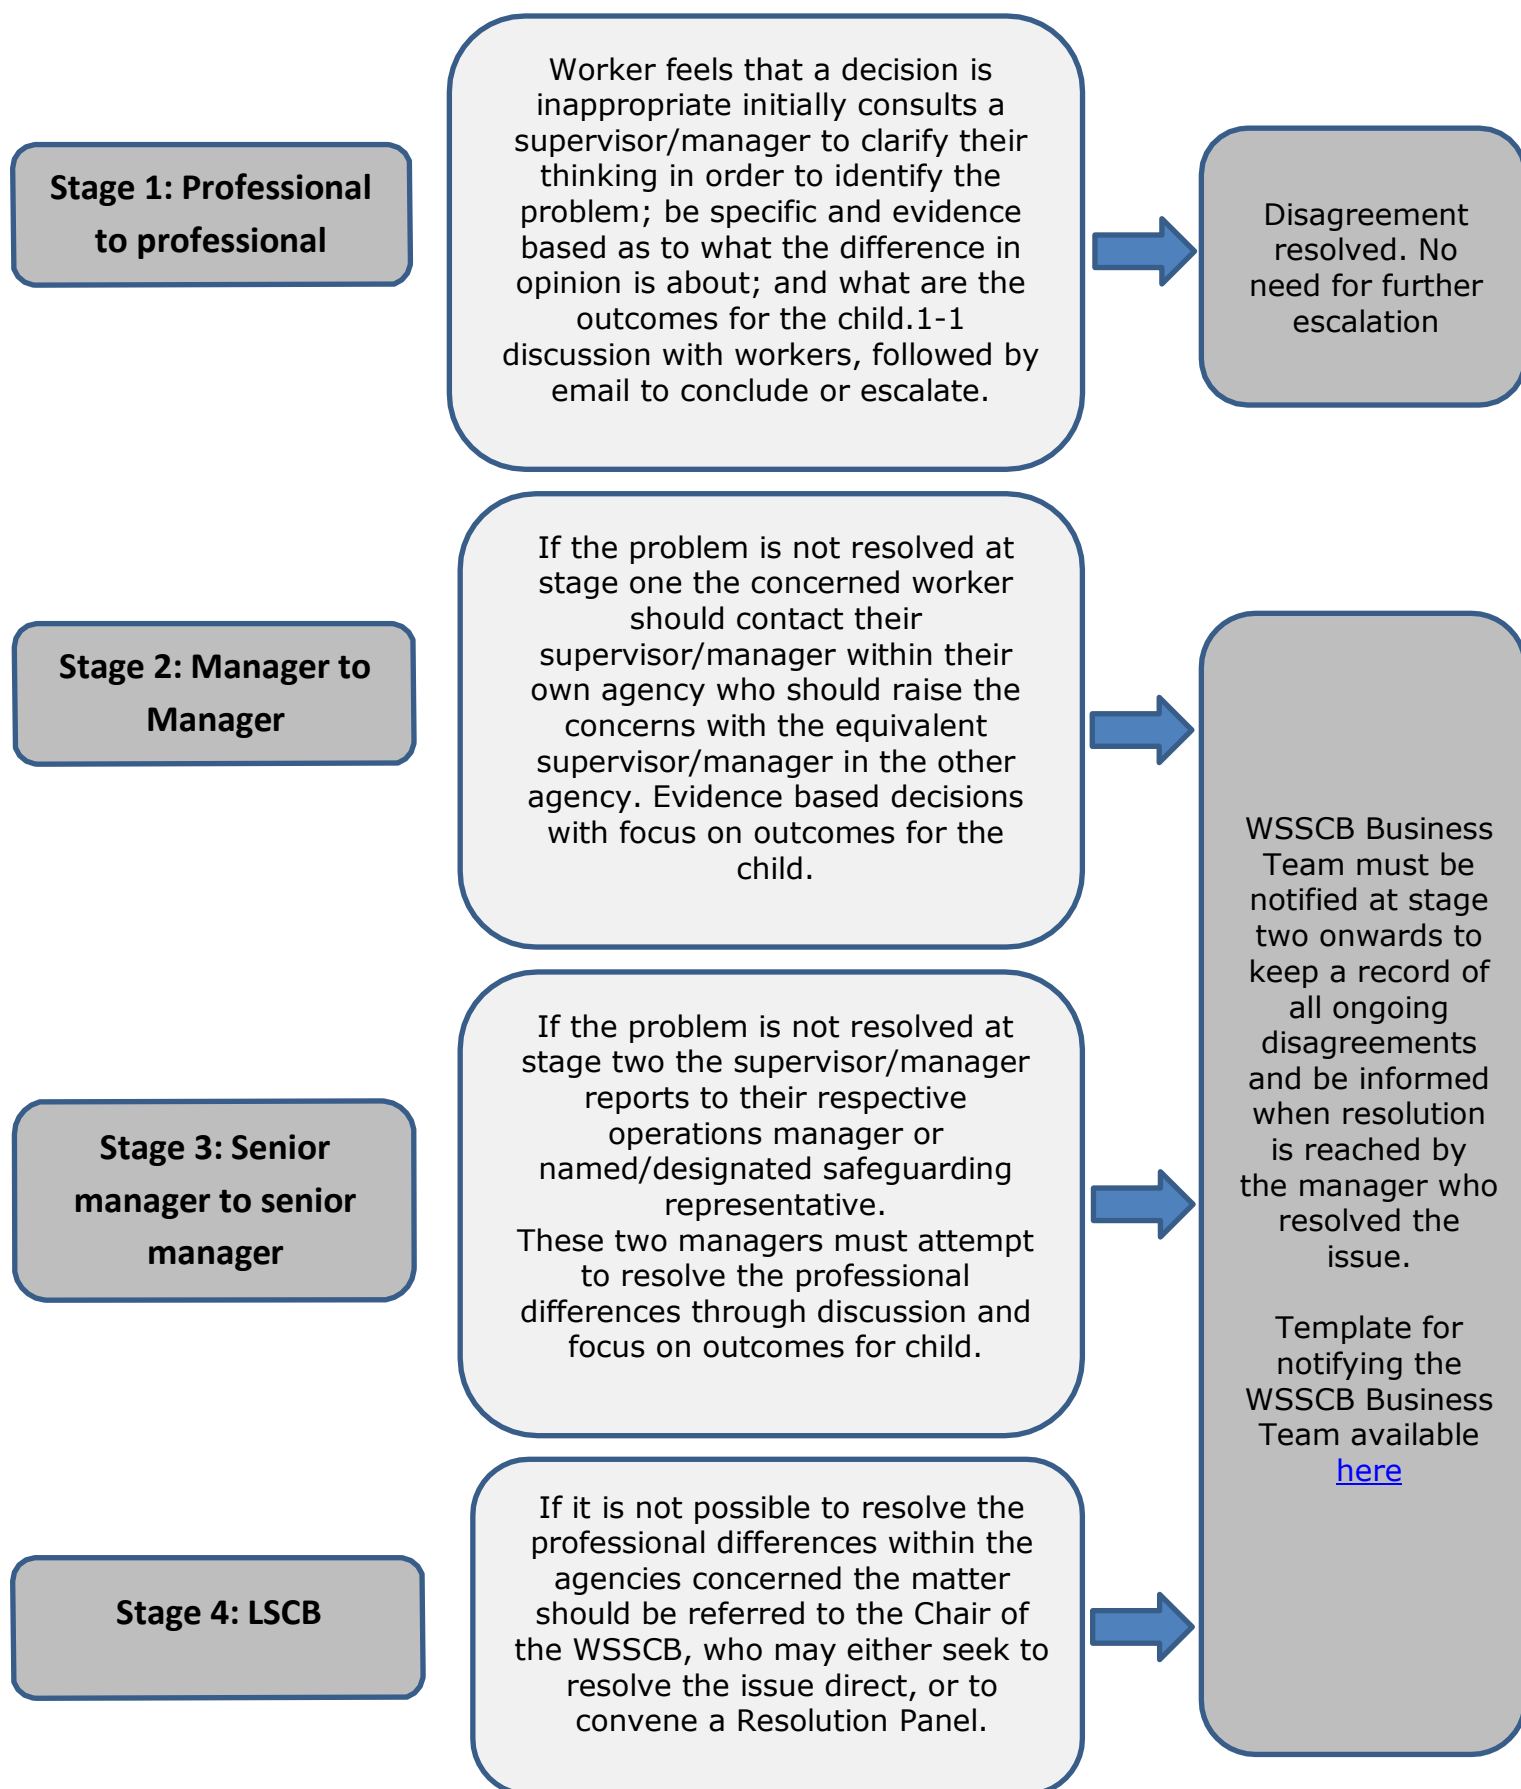 Stage 1: Professional
to professional
Worker feels that a decision is
inappropriate initially consults a
supervisor/manager to clarify their
thinking in order to identify the
problem; be specific and evidence
based as to what the difference in
opinion is about; and what are the
outcomes for the child.1-1
discussion with workers, followed by
email to conclude or escalate.
Disagreement
resolved. No
need for further
escalation
Stage 2: Manager to
Manager
If the problem is not resolved at
stage one the concerned worker
should contact their
supervisor/manager within their
own agency who should raise the
concerns with the equivalent
supervisor/manager in the other
agency. Evidence based decisions
with focus on outcomes for the
child.
Stage 3: Senior
manager to senior
manager
If the problem is not resolved at
stage two the supervisor/manager
reports to their respective
operations manager or
named/designated safeguarding
representative.
These two managers must attempt
to resolve the professional
differences through discussion and
focus on outcomes for child.
Stage 4: LSCB
If it is not possible to resolve the
professional differences within the
agencies concerned the matter
should be referred to the Chair of
the WSSCB, who may either seek to
resolve the issue direct, or to
convene a Resolution Panel.
WSSCB Business
Team must be
notified at stage
two onwards to
keep a record of
all ongoing
disagreements
and be informed
when resolution
is reached by
the manager who
resolved the
issue.
Template for
notifying the
WSSCB Business
Team available
here